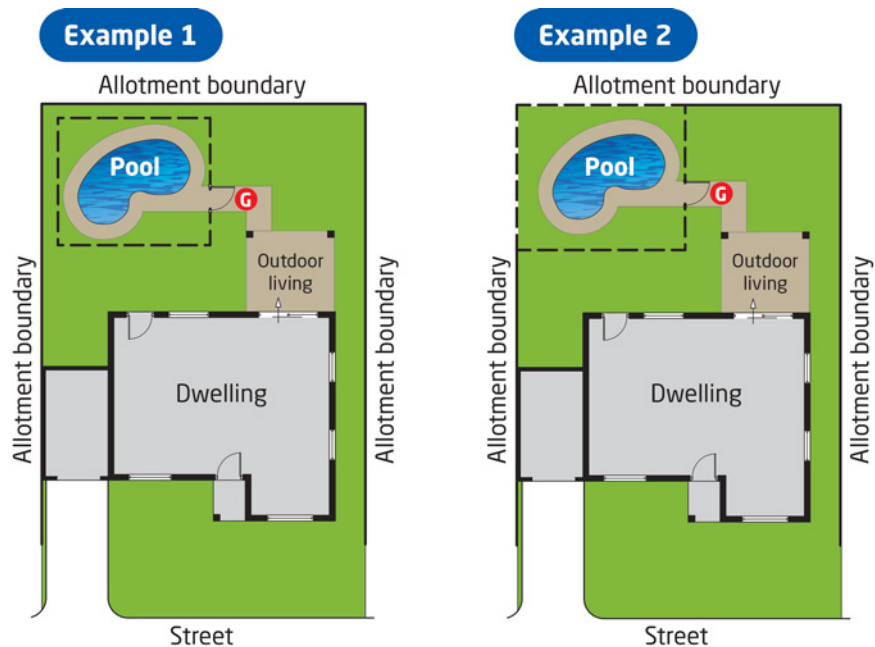 Example 1
Allotment boundary
Pool
G
Outdoor
living
Allotment boundary
Allotment boundary
Dwelling
Street
Example 2
Allotment boundary
Pool
G
Outdoor
living
Allotment boundary
Allotment boundary
Dwelling
Street